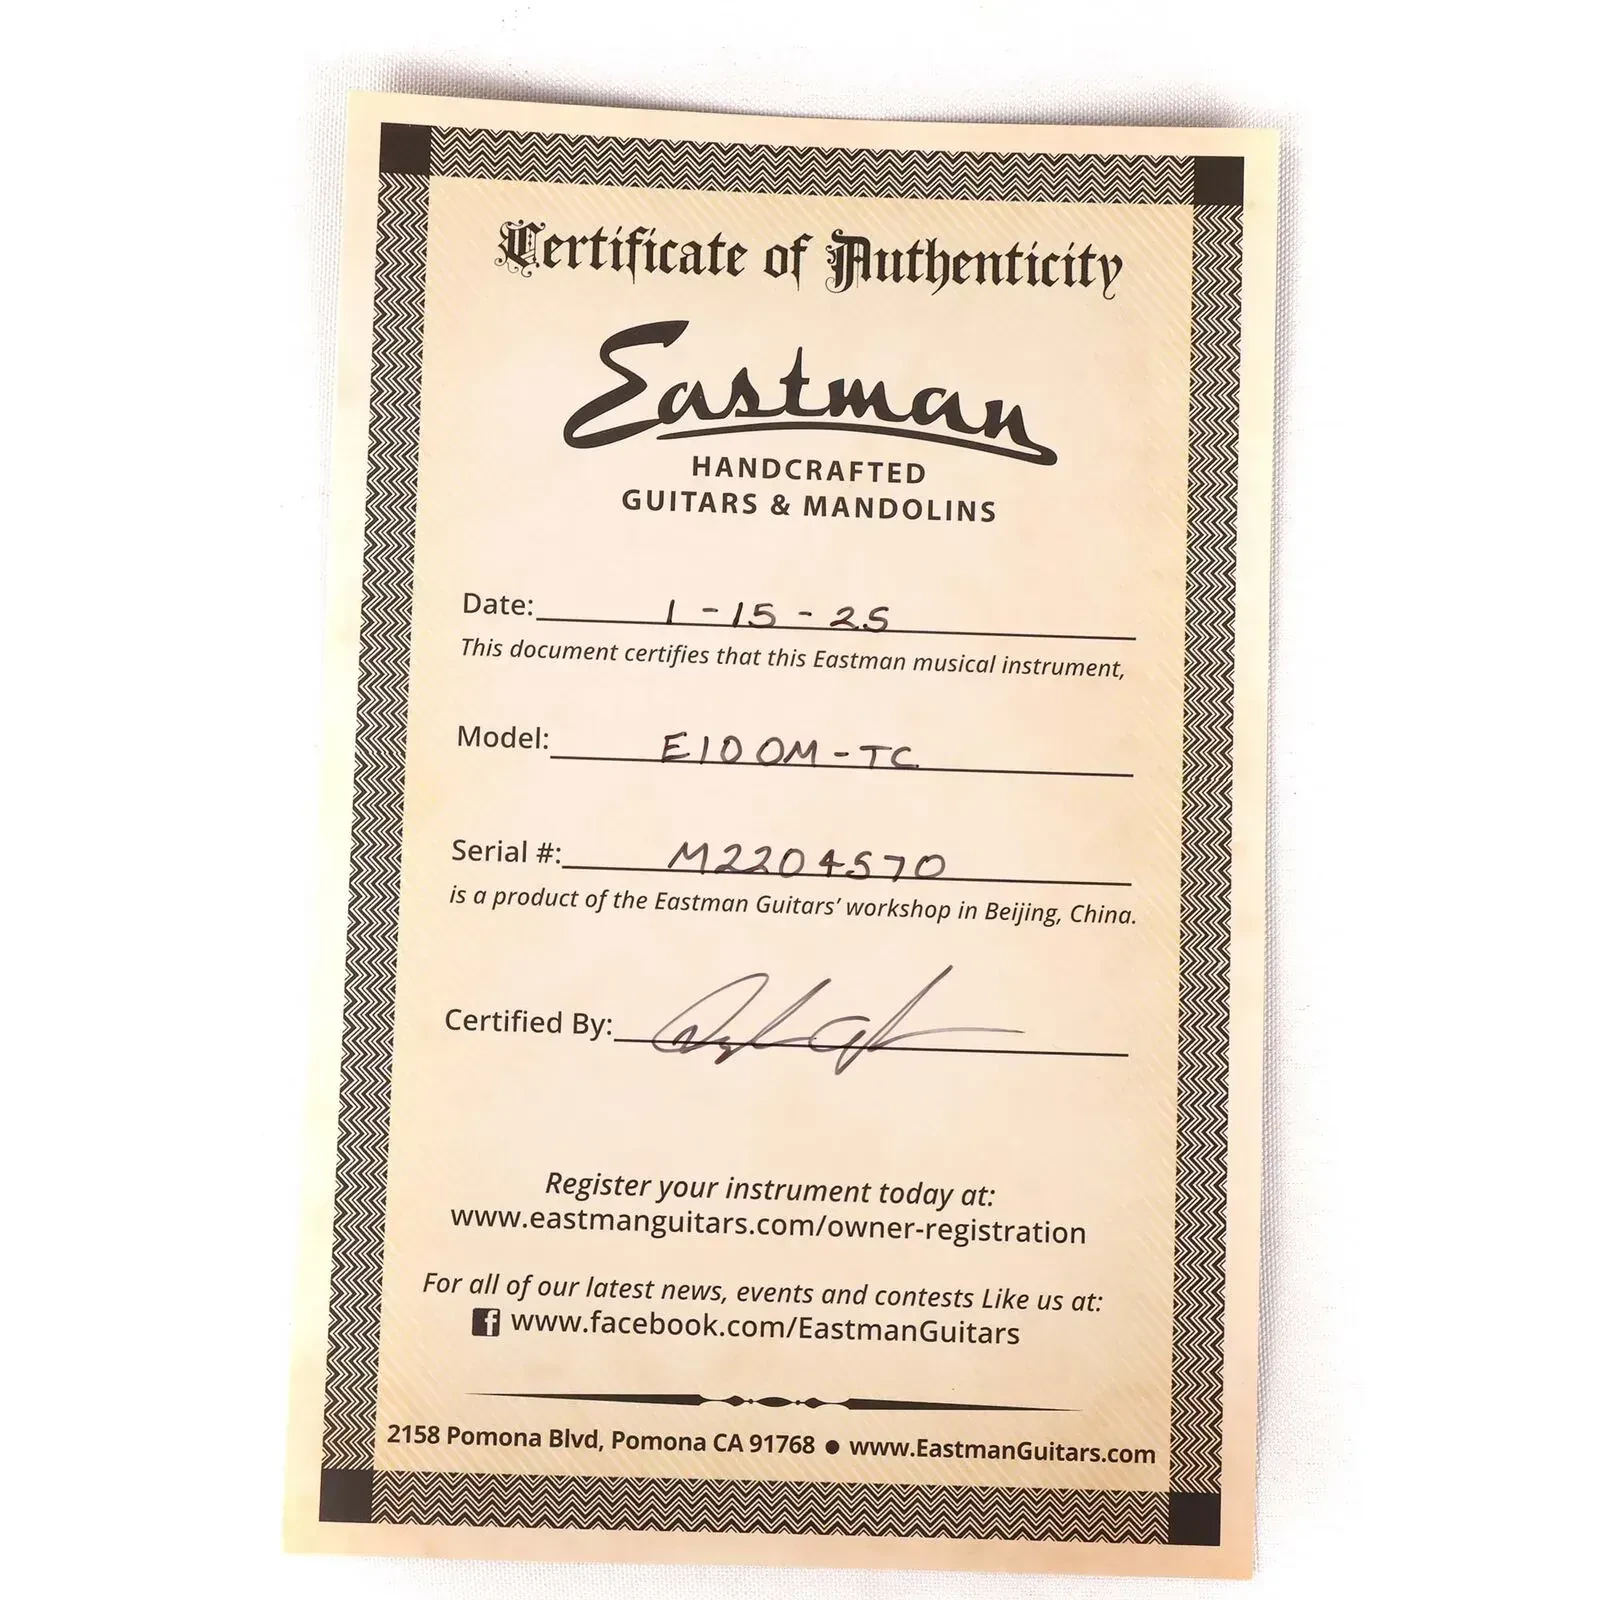 Certificate of Authenticity
Eastman
HANDCRAFTED
GUITARS & MANDOLINS
Date: 1-15-25
This document certifies that this Eastman musical instrument,
Model: E10OM-TC
Serial #: M2204570
is a product of the Eastman Guitars’ workshop in Beijing, China.
Certified By:
Register your instrument today at:
www.eastmanguitars.com/owner-registration
For all of our latest news, events and contests Like us at:
f www.facebook.com/EastmanGuitars
2158 Pomona Blvd, Pomona CA 91768 ● www.EastmanGuitars.com